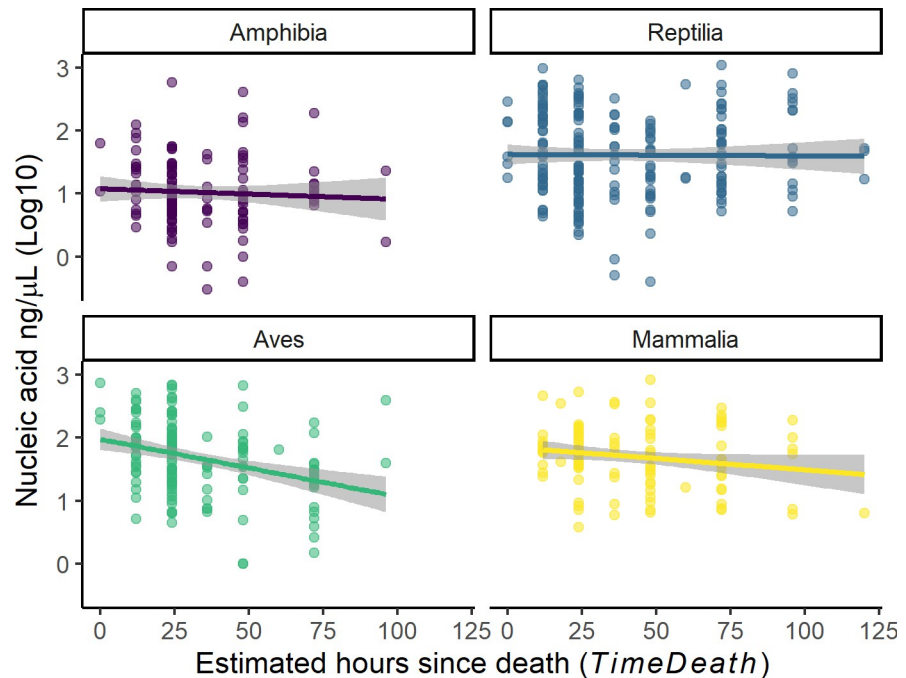 Amphibia
Reptilia
3
2
1
0
Aves
Mammalia
3
2
1
0
0 25 50 75 100 125
0 25 50 75 100 125
Nucleic acid ng/μL (Log10)
Estimated hours since death (TimeDeath)